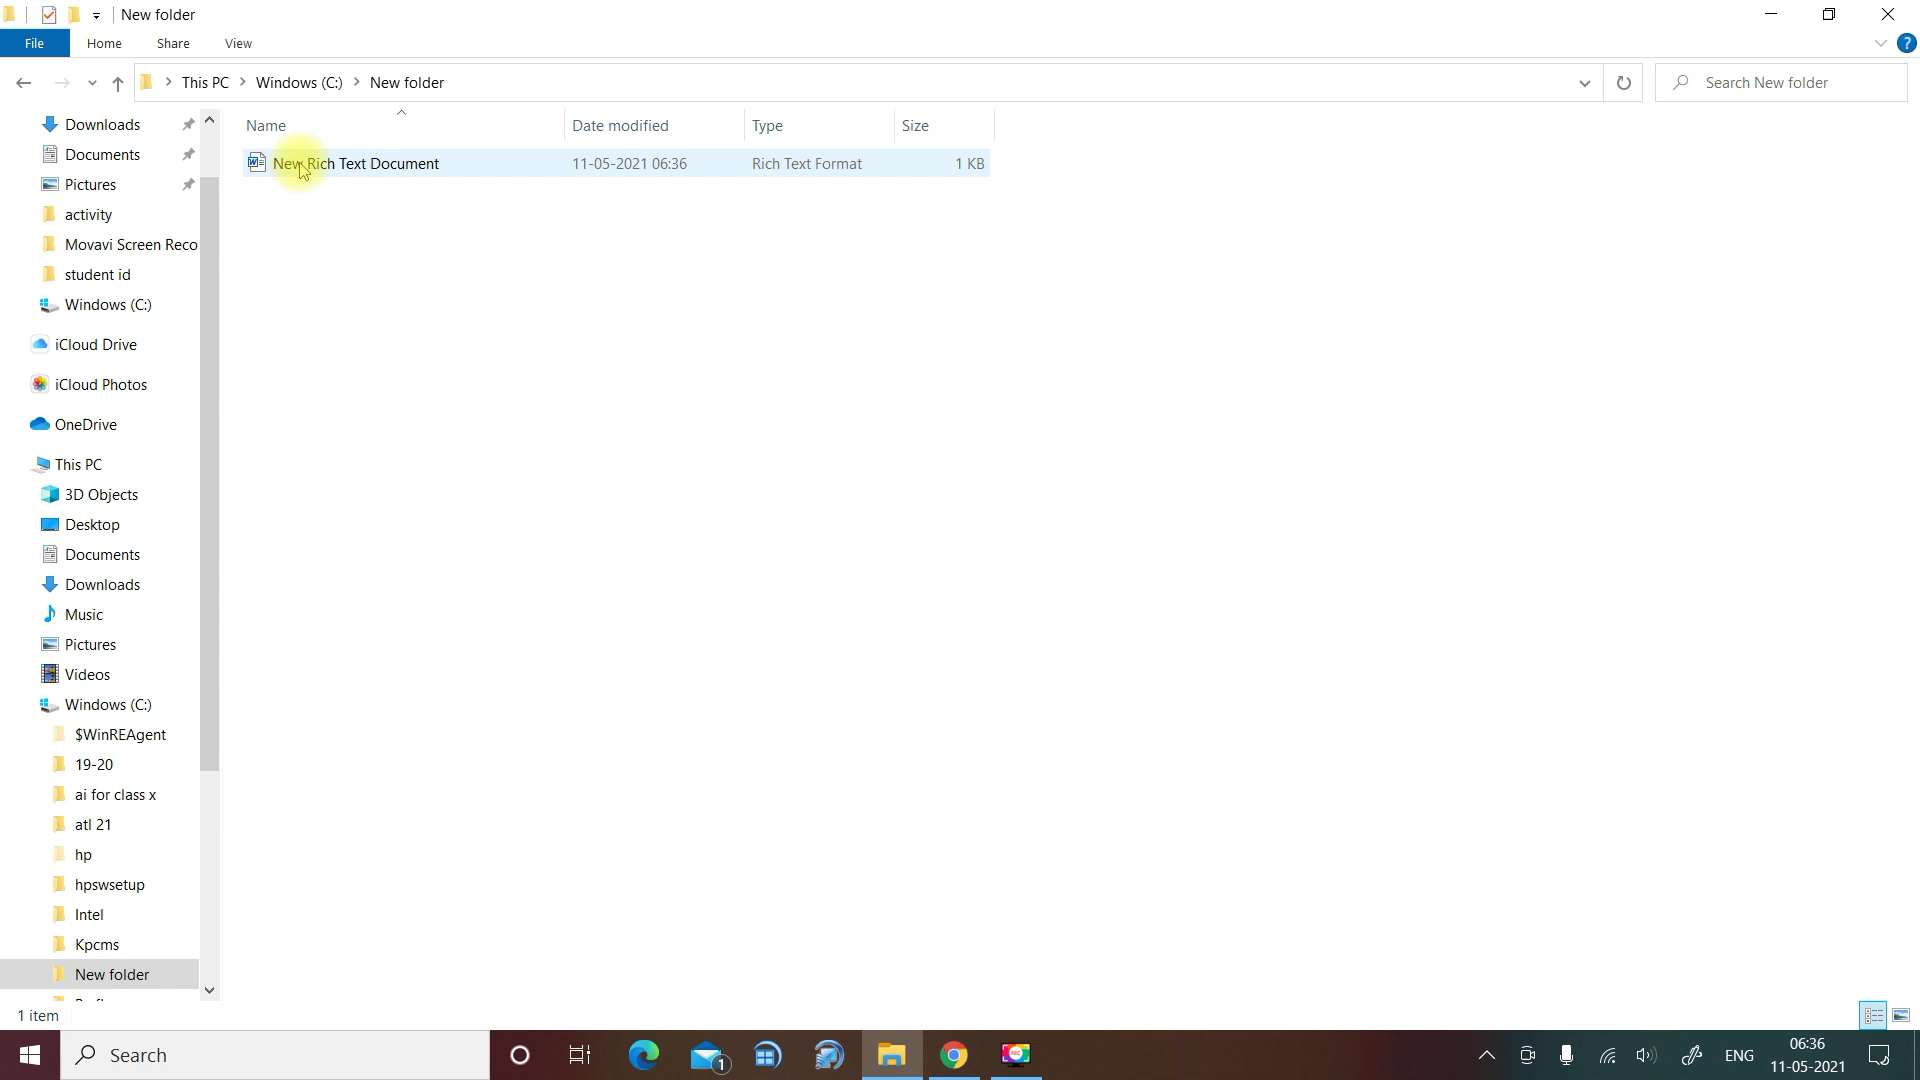 New folder
File Home Share View ?
This PC > Windows (C:) > New folder
Search New folder
Name Date modified Type Size
New Rich Text Document 11-05-2021 06:36 Rich Text Format 1 KB
Downloads
Documents
Pictures
activity
Movavi Screen Reco
student id
Windows (C:)
iCloud Drive
iCloud Photos
OneDrive
This PC
3D Objects
Desktop
Documents
Downloads
Music
Pictures
Videos
Windows (C:)
$WinREAgent
19-20
ai for class x
atl 21
hp
hpswsetup
Intel
Kpcms
New folder
1 item
Search
1
REC
ENG
06:36
11-05-2021